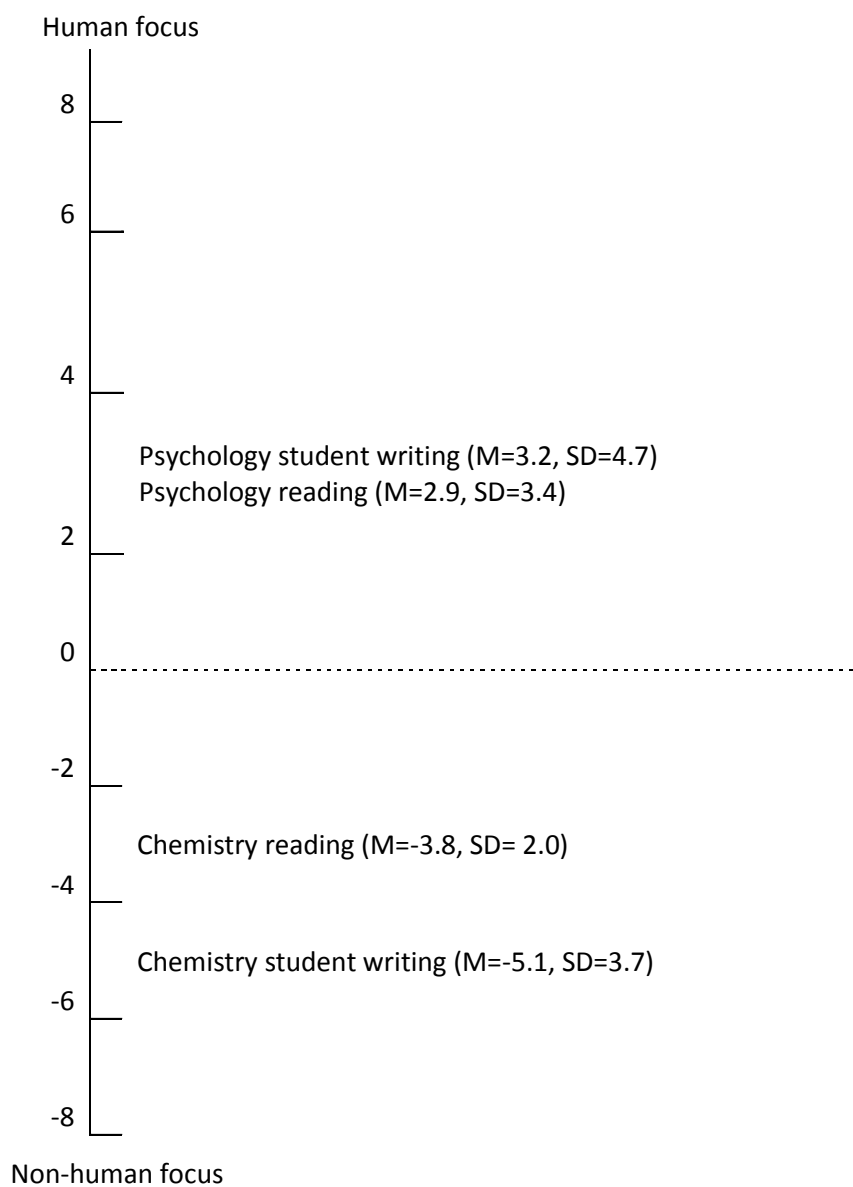 Human focus
8
6
4
Psychology student writing (M=3.2, SD=4.7)
Psychology reading (M=2.9, SD=3.4)
2
0
-2
Chemistry reading (M=-3.8, SD= 2.0)
-4
Chemistry student writing (M=-5.1, SD=3.7)
-6
-8
Non-human focus